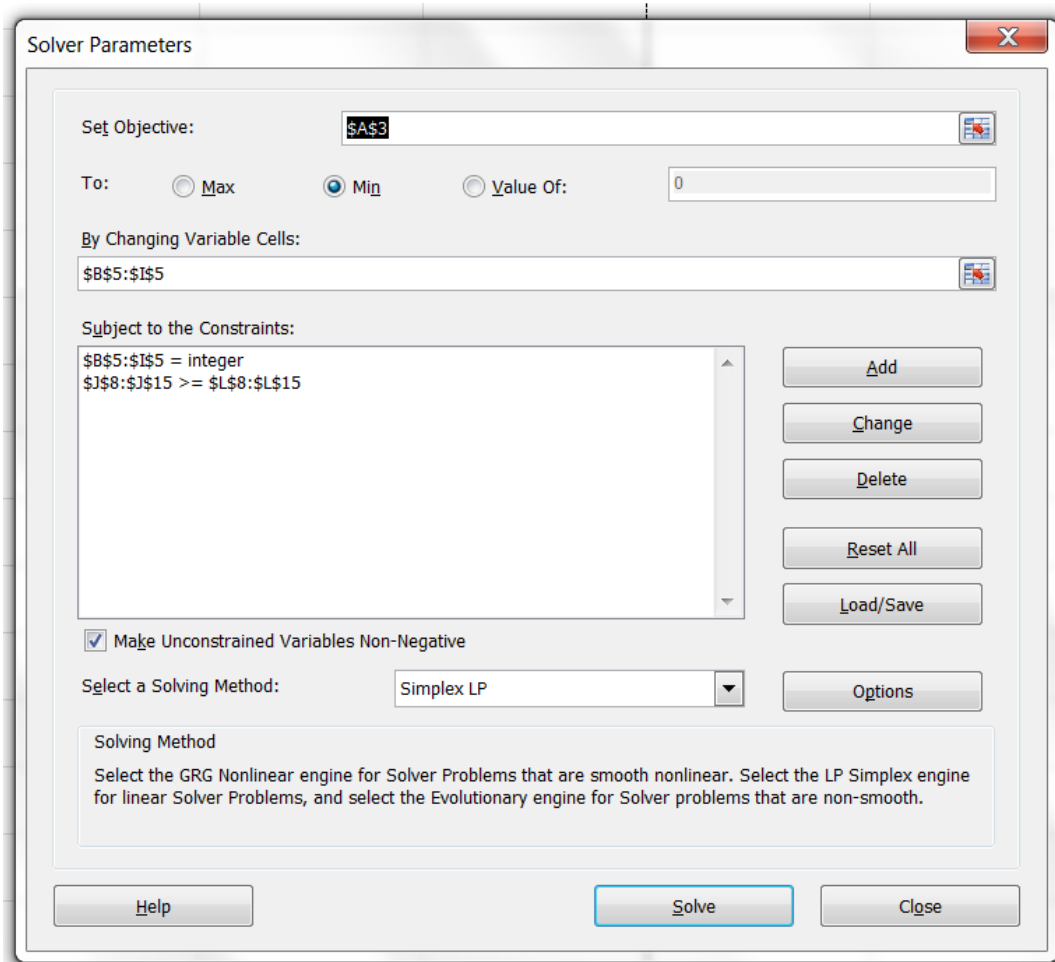 Solver Parameters
X
Set Objective:
$A$3
To:
Max
Min
Value Of:
0
By Changing Variable Cells:
$B$5:$I$5
Subject to the Constraints:
$B$5:$I$5 = integer
$J$8:$J$15 >= $L$8:$L$15
Add
Change
Delete
Reset All
Load/Save
Make Unconstrained Variables Non-Negative
Select a Solving Method:
Simplex LP
Options
Solving Method
Select the GRG Nonlinear engine for Solver Problems that are smooth nonlinear. Select the LP Simplex engine
for linear Solver Problems, and select the Evolutionary engine for Solver problems that are non-smooth.
Help
Solve
Close